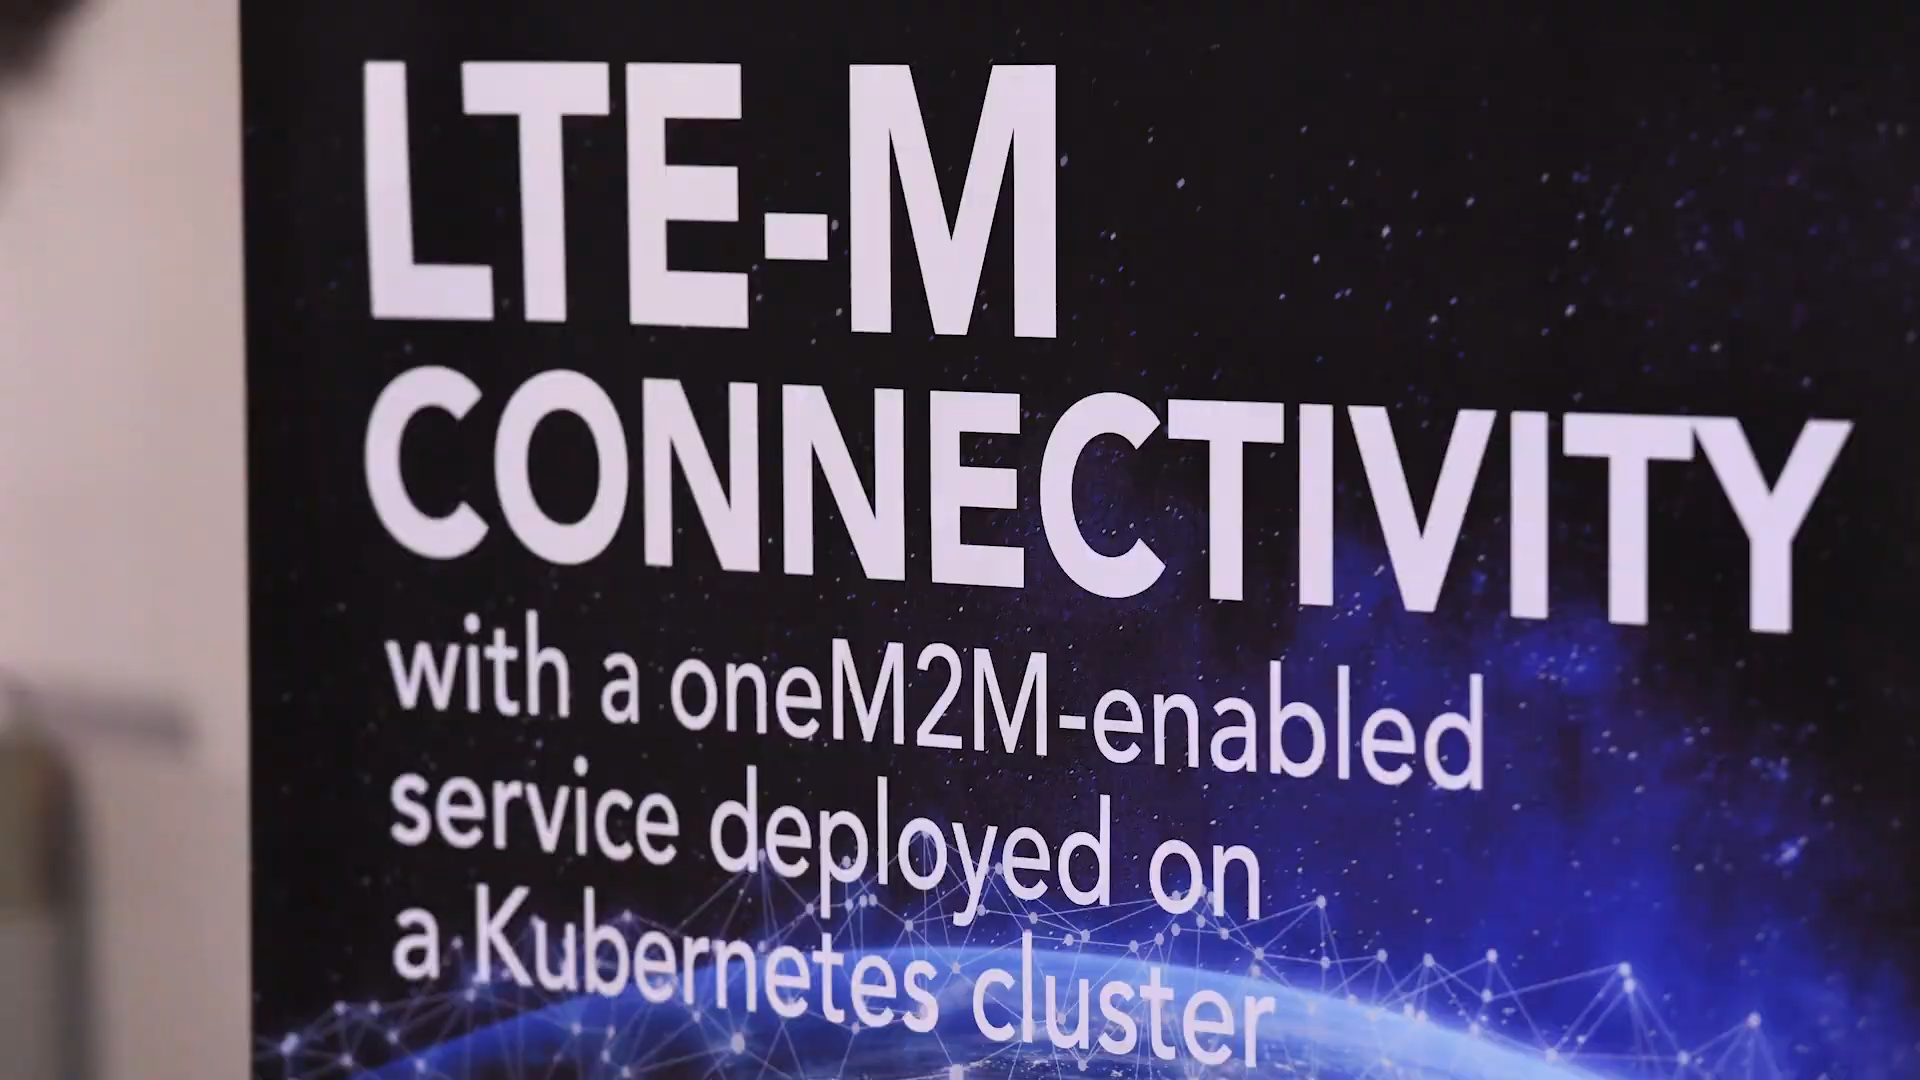 LTE-M
CONNECTIVITY
with a oneM2M-enabled
service deployed on
a Kubernetes cluster